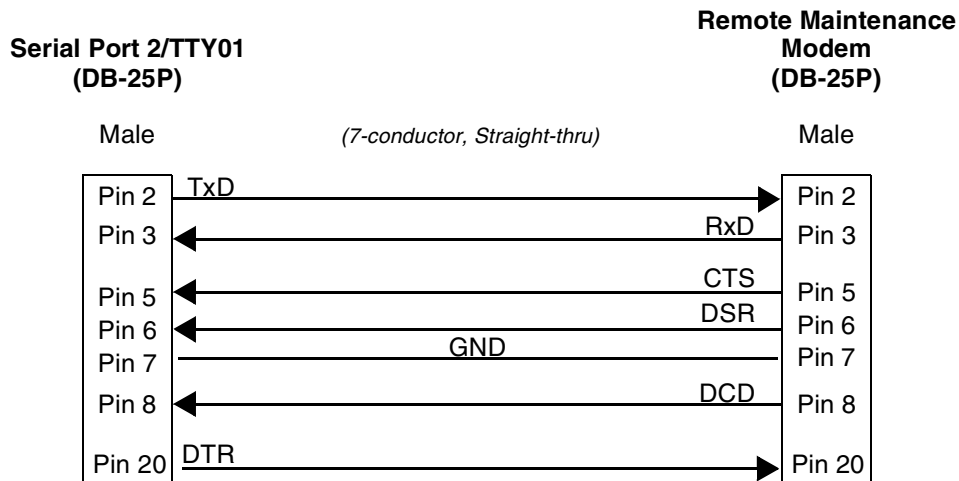 Serial Port 2/TTY01
(DB-25P)
Remote Maintenance
Modem
(DB-25P)
Male
(7-conductor, Straight-thru)
Male
Pin 2 TxD Pin 2
Pin 3 RxD Pin 3
Pin 5 CTS Pin 5
Pin 6 DSR Pin 6
Pin 7 GND Pin 7
Pin 8 DCD Pin 8
Pin 20 DTR Pin 20